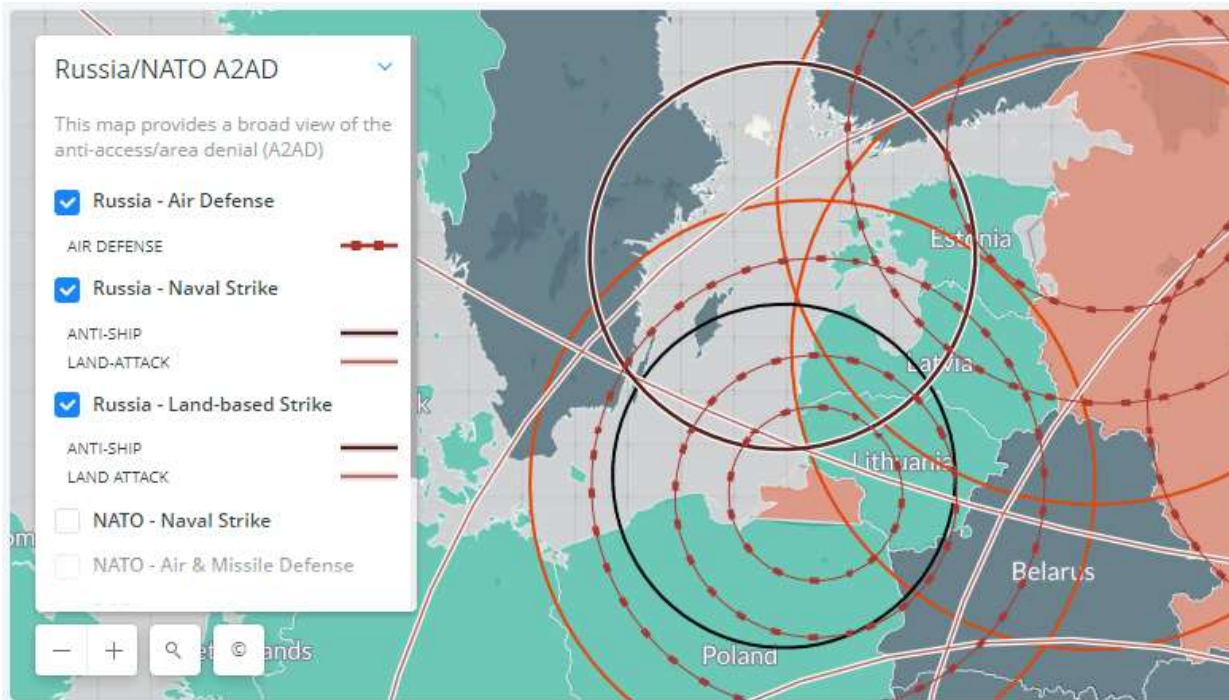 Russia/NATO A2AD
This map provides a broad view of the
anti-access/area denial (A2AD)
Russia - Air Defense
AIR DEFENSE
Russia - Naval Strike
ANTI-SHIP
LAND-ATTACK
Russia - Land-based Strike
ANTI-SHIP
LAND ATTACK
NATO - Naval Strike
NATO - Air & Missile Defense
©
Estonia
Latvia
Lithuania
Belarus
Poland